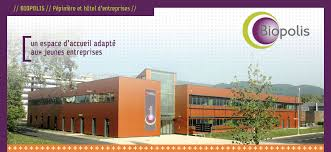 // BIOPOLIS // Pépinière et hôtel d'entreprises //
Biopolis
un espace d'accueil adapté
aux jeunes entreprises